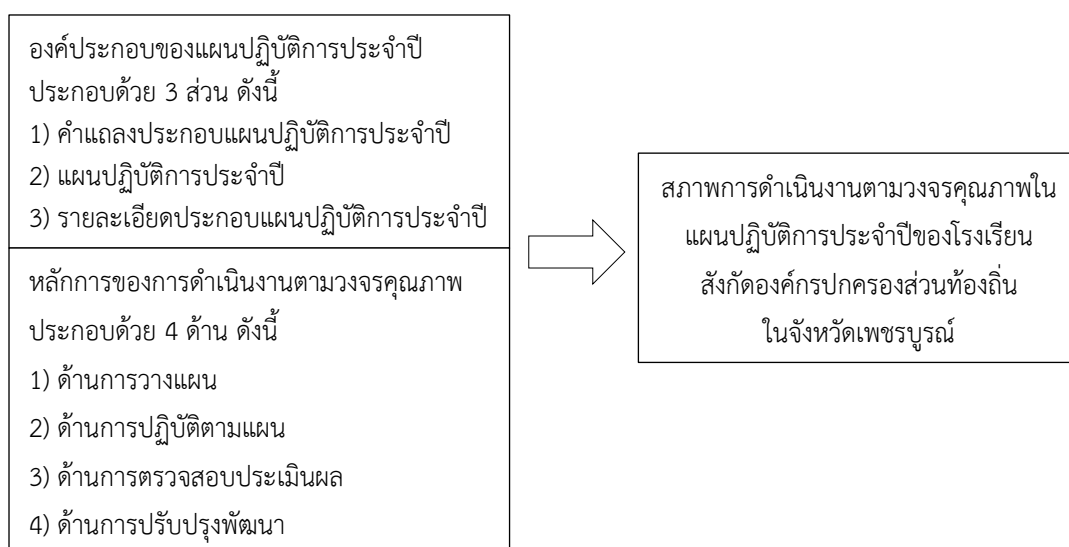 องค์ประกอบของแผนปฏิบัติการประจำปี
ประกอบด้วย 3 ส่วน ดังนี้
1) คำแถลงประกอบแผนปฏิบัติการประจำปี
2) แผนปฏิบัติการประจำปี
3) รายละเอียดประกอบแผนปฏิบัติการประจำปี
หลักการของการดำเนินงานตามวงจรคุณภาพ
ประกอบด้วย 4 ด้าน ดังนี้
1) ด้านการวางแผน
2) ด้านการปฏิบัติตามแผน
3) ด้านการตรวจสอบประเมินผล
4) ด้านการปรับปรุงพัฒนา
สภาพการดำเนินงานตามวงจรคุณภาพใน
แผนปฏิบัติการประจำปีของโรงเรียน
สังกัดองค์กรปกครองส่วนท้องถิ่น
ในจังหวัดเพชรบูรณ์